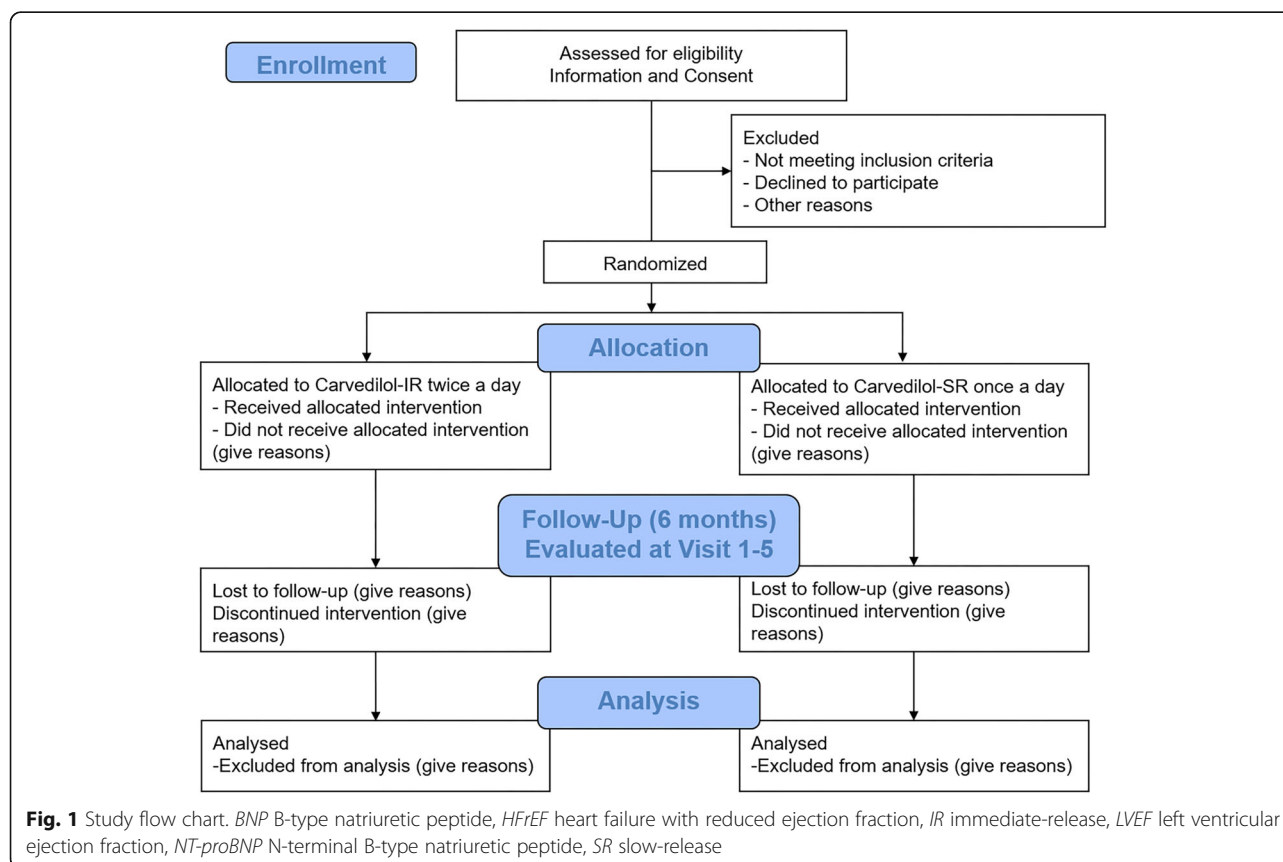 Enrollment
Assessed for eligibility
Information and Consent
Excluded
- Not meeting inclusion criteria
- Declined to participate
- Other reasons
Randomized
Allocation
Allocated to Carvedilol-IR twice a day
- Received allocated intervention
- Did not receive allocated intervention
(give reasons)
Allocated to Carvedilol-SR once a day
- Received allocated intervention
- Did not receive allocated intervention
(give reasons)
Follow-Up (6 months)
Evaluated at Visit 1-5
Lost to follow-up (give reasons)
Discontinued intervention (give
reasons)
Lost to follow-up (give reasons)
Discontinued intervention (give
reasons)
Analysis
Analysed
-Excluded from analysis (give reasons)
Analysed
-Excluded from analysis (give reasons)
Fig. 1 Study flow chart. BNP B-type natriuretic peptide, HFrEF heart failure with reduced ejection fraction, IR immediate-release, LVEF left ventricular
ejection fraction, NT-proBNP N-terminal B-type natriuretic peptide, SR slow-release